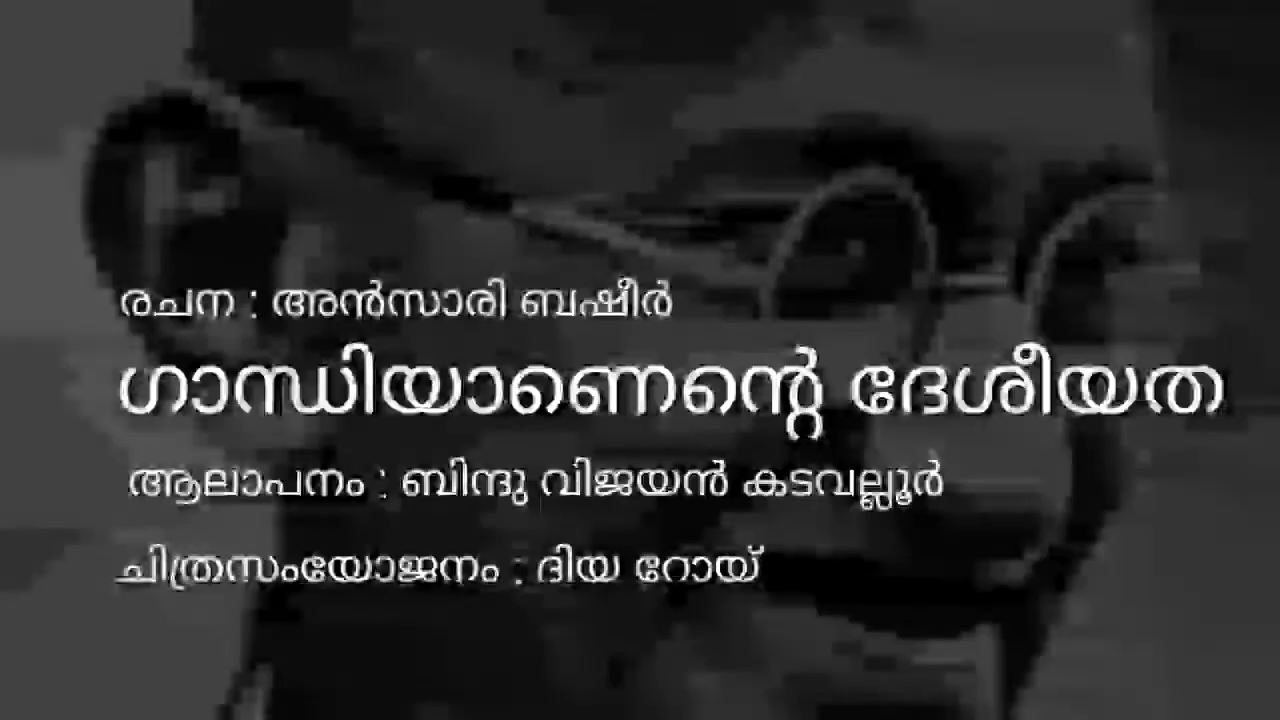 രചന : അൻസാരി ബഷീർ
ഗാന്ധിയാണെന്റെ ദേശീയത
ആലാപനം : ബിന്ദു വിജയൻ കടവല്ലൂർ
ചിത്രസംയോജനം : ദിയ റോയ്